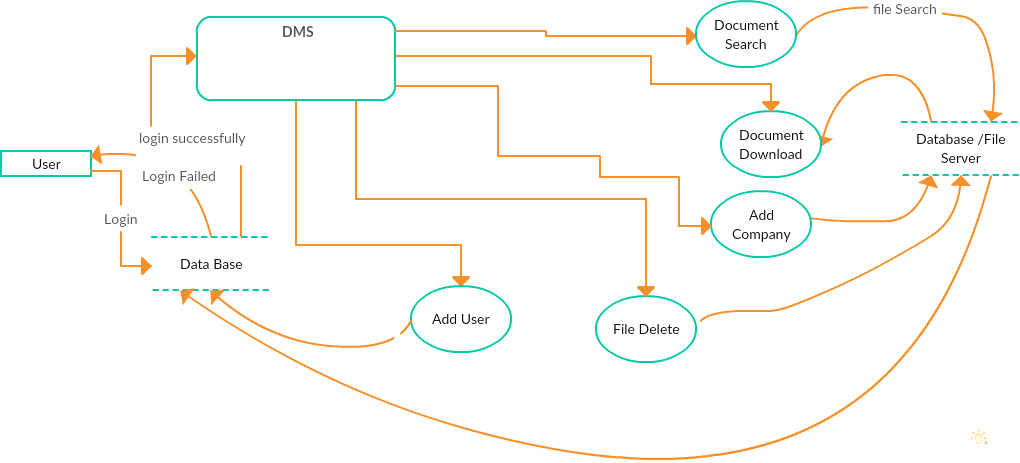 DMS
Document
Search
file Search
login successfully
Document
Download
Database /File
Server
User
Login Failed
Login
Add
Company
Data Base
Add User
File Delete